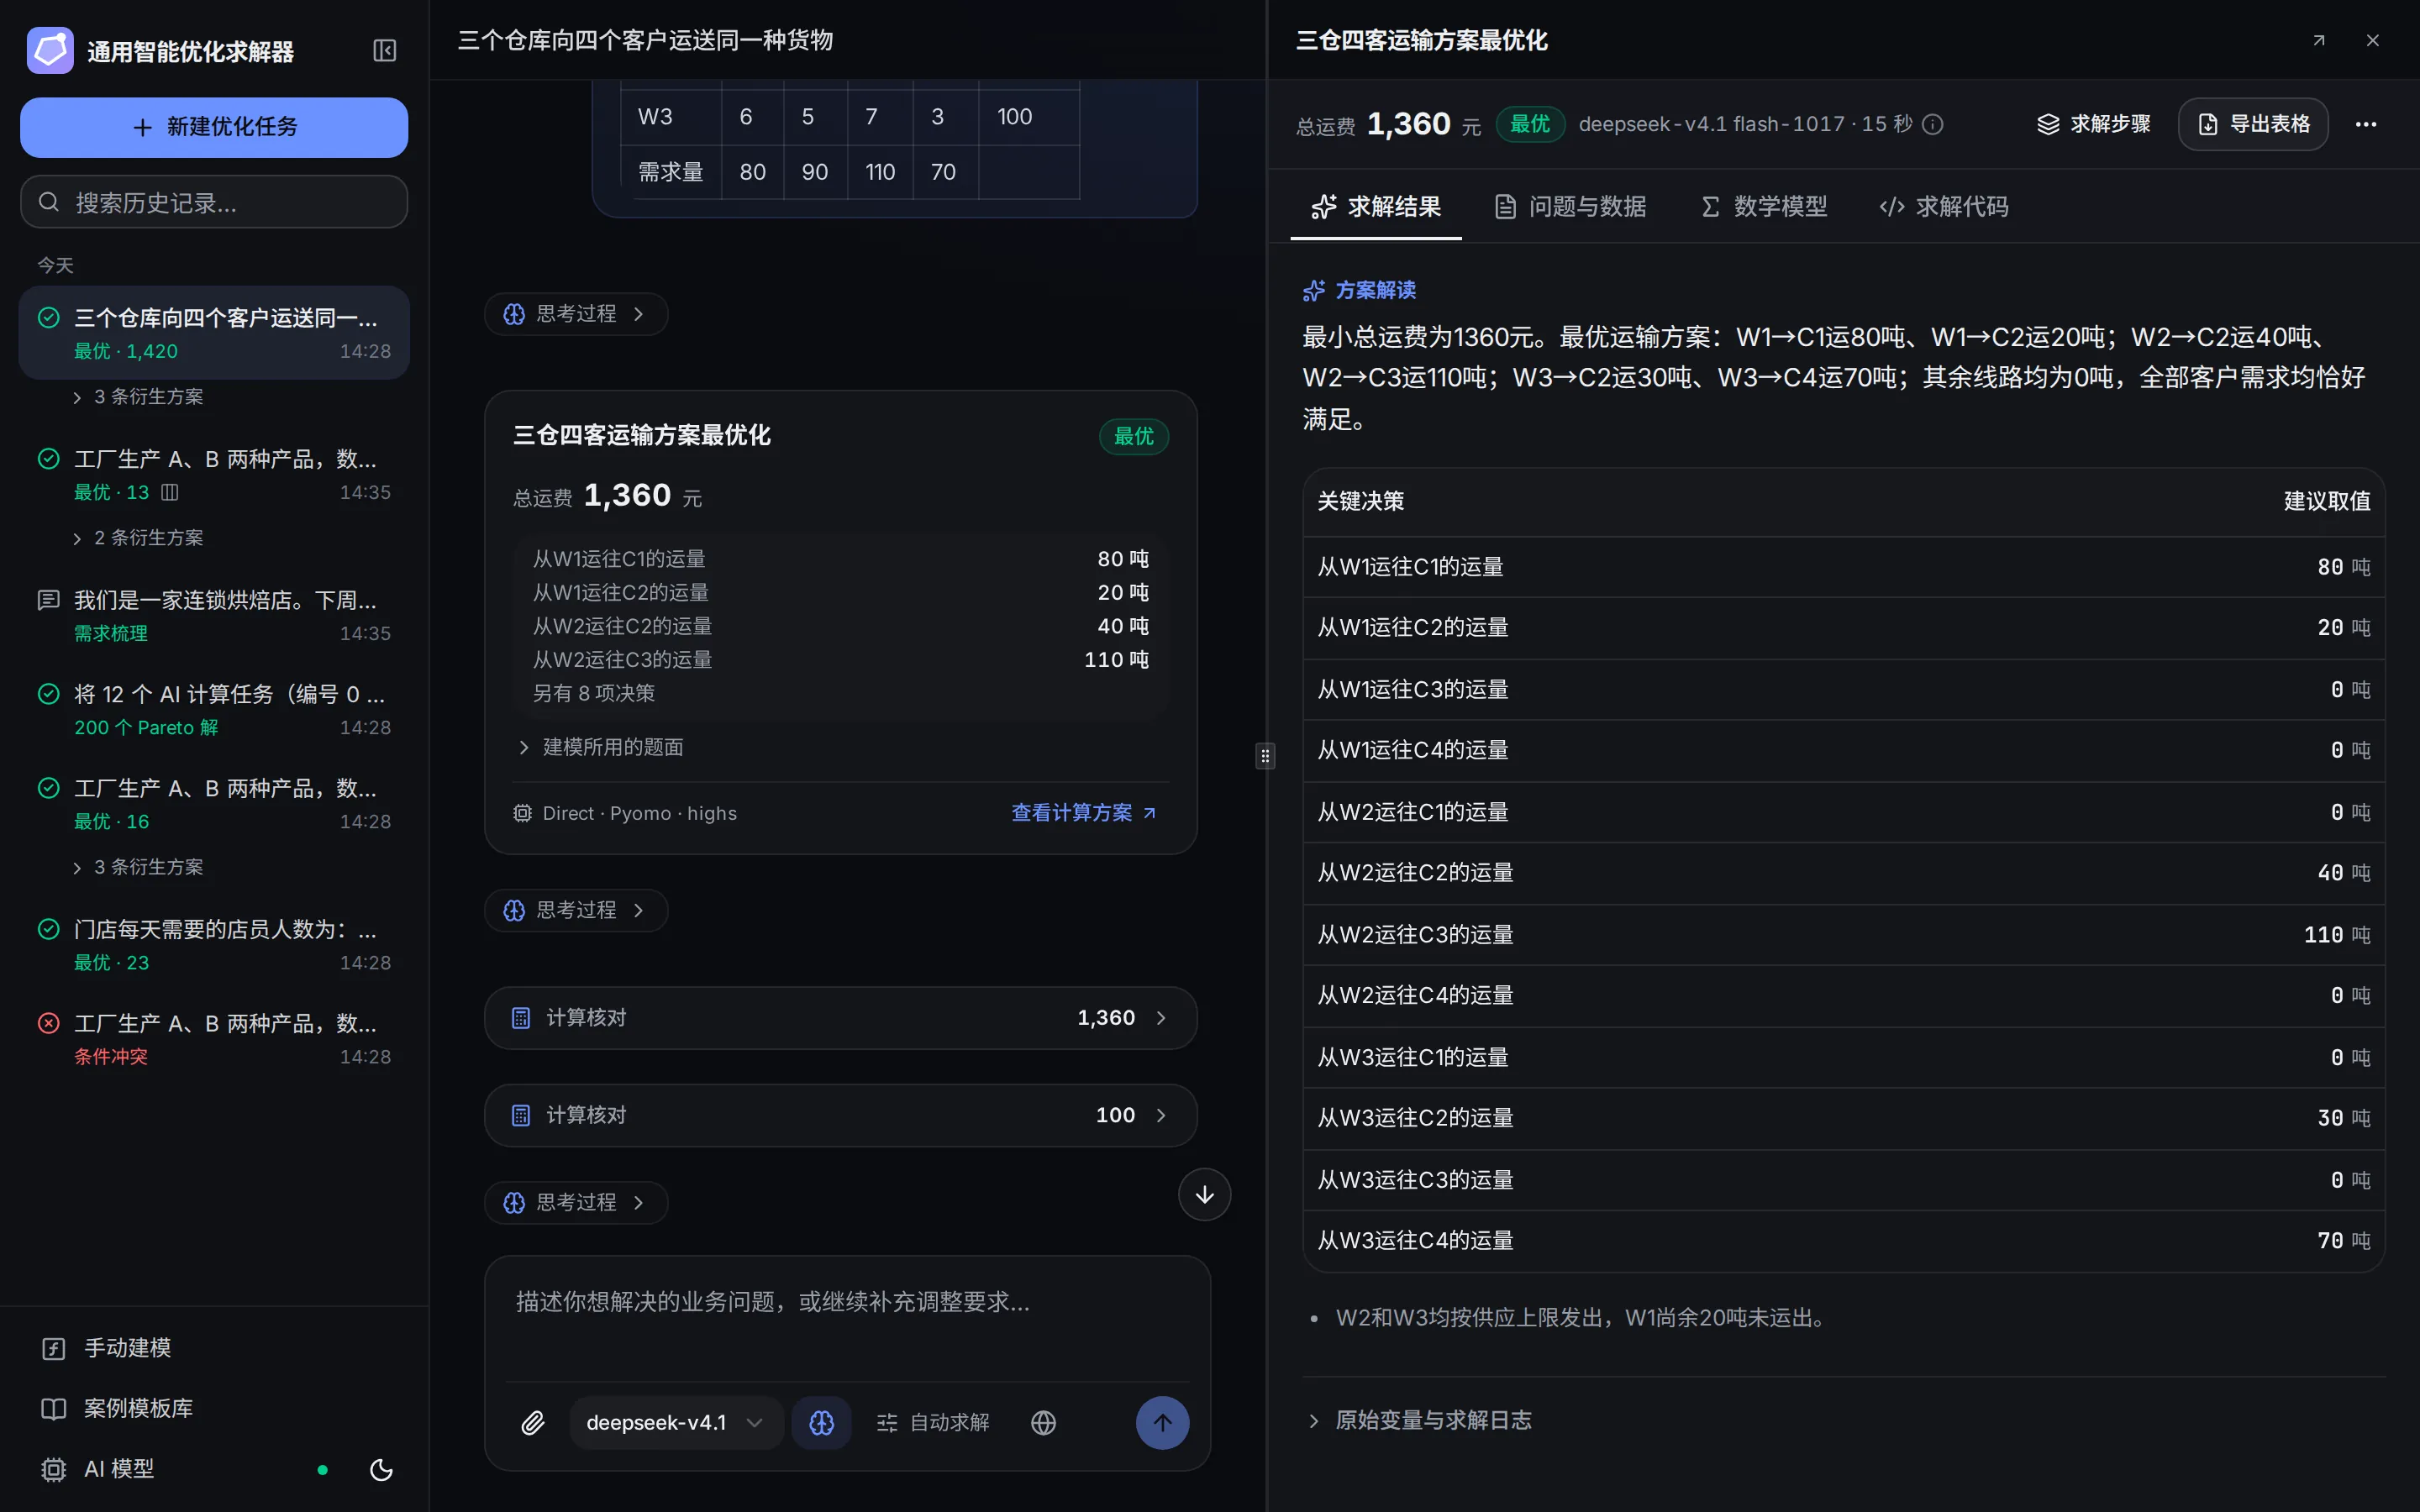 通用智能优化求解器
新建优化任务
搜索历史记录...
今天
三个仓库向四个客户运送同一...
最优 · 1,420 14:28
3 条衍生方案
工厂生产 A、B 两种产品，数...
最优 · 13 14:35
2 条衍生方案
我们是一家连锁烘焙店。下周...
需求梳理 14:35
将 12 个 AI 计算任务（编号 0 ...
200 个 Pareto 解 14:28
工厂生产 A、B 两种产品，数...
最优 · 16 14:28
3 条衍生方案
门店每天需要的店员人数为：...
最优 · 23 14:28
工厂生产 A、B 两种产品，数...
条件冲突 14:28
手动建模
案例模板库
AI 模型
三个仓库向四个客户运送同一种货物
W3 6 5 7 3 100
需求量 80 90 110 70
思考过程
三仓四客运输方案最优化 最优
总运费 1,360 元
从W1运往C1的运量 80 吨
从W1运往C2的运量 20 吨
从W2运往C2的运量 40 吨
从W2运往C3的运量 110 吨
另有 8 项决策
建模所用的题面
Direct · Pyomo · highs 查看计算方案
思考过程
计算核对 1,360
计算核对 100
思考过程
描述你想解决的业务问题，或继续补充调整要求...
deepseek-v4.1 自动求解
三仓四客运输方案最优化
总运费 1,360 元 最优 deepseek-v4.1 flash-1017 · 15 秒 求解步骤 导出表格
求解结果 问题与数据 数学模型 求解代码
方案解读
最小总运费为1360元。最优运输方案：W1→C1运80吨、W1→C2运20吨；W2→C2运40吨、
W2→C3运110吨；W3→C2运30吨、W3→C4运70吨；其余线路均为0吨，全部客户需求均恰好
满足。
关键决策 建议取值
从W1运往C1的运量 80 吨
从W1运往C2的运量 20 吨
从W1运往C3的运量 0 吨
从W1运往C4的运量 0 吨
从W2运往C1的运量 0 吨
从W2运往C2的运量 40 吨
从W2运往C3的运量 110 吨
从W2运往C4的运量 0 吨
从W3运往C1的运量 0 吨
从W3运往C2的运量 30 吨
从W3运往C3的运量 0 吨
从W3运往C4的运量 70 吨
W2和W3均按供应上限发出，W1尚余20吨未运出。
原始变量与求解日志